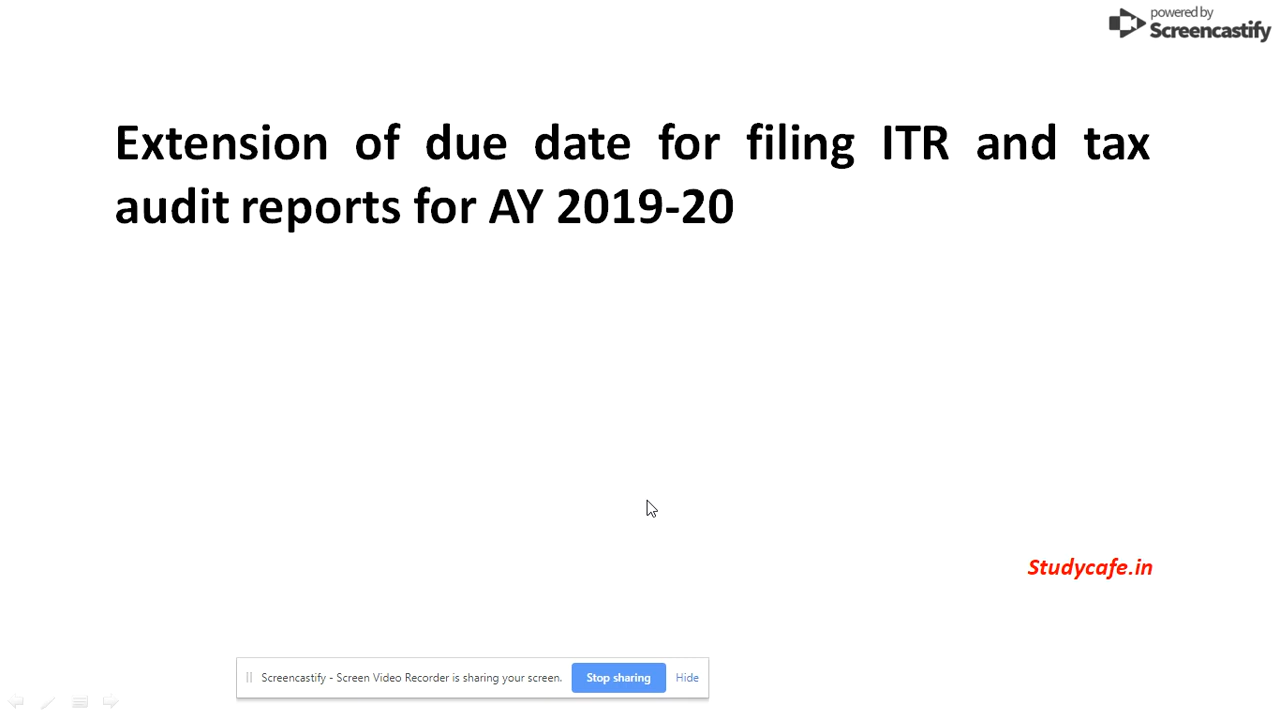 powered by
Screencastify
Extension of due date for filing ITR and tax
audit reports for AY 2019-20
Studycafe.in
Screencastify - Screen Video Recorder is sharing your screen. Stop sharing Hide